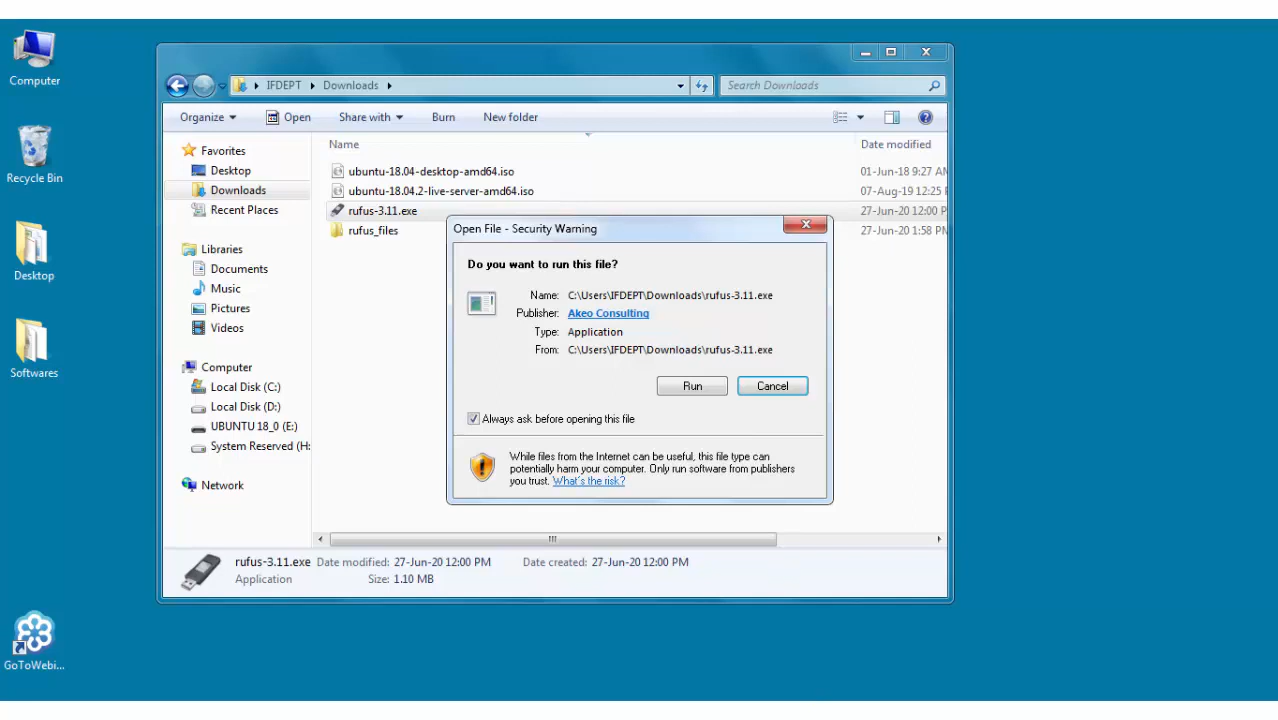 Computer
Recycle Bin
Desktop
Softwares
GoToWebi...
IFDEPT
Downloads
Search Downloads
Organize
Open
Share with
Burn
New folder
Favorites
Desktop
Downloads
Recent Places
Libraries
Documents
Music
Pictures
Videos
Computer
Local Disk (C:)
Local Disk (D:)
UBUNTU 18_0 (E:)
System Reserved (H:
Network
Name
Date modified
ubuntu-18.04-desktop-amd64.iso
01-Jun-18 9:27 AM
ubuntu-18.04.2-live-server-amd64.iso
07-Aug-19 12:25
rufus-3.11.exe
27-Jun-20 12:00 P
rufus_files
27-Jun-20 1:58 PM
Open File - Security Warning
Do you want to run this file?
Name: C:\Users\IFDEPT\Downloads\rufus-3.11.exe
Publisher: Akeo Consulting
Type: Application
From: C:\Users\IFDEPT\Downloads\rufus-3.11.exe
Run
Cancel
Always ask before opening this file
While files from the Internet can be useful, this file type can
potentially harm your computer. Only run software from publishers
you trust. What's the risk?
rufus-3.11.exe Date modified: 27-Jun-20 12:00 PM Date created: 27-Jun-20 12:00 PM
Application Size: 1.10 MB